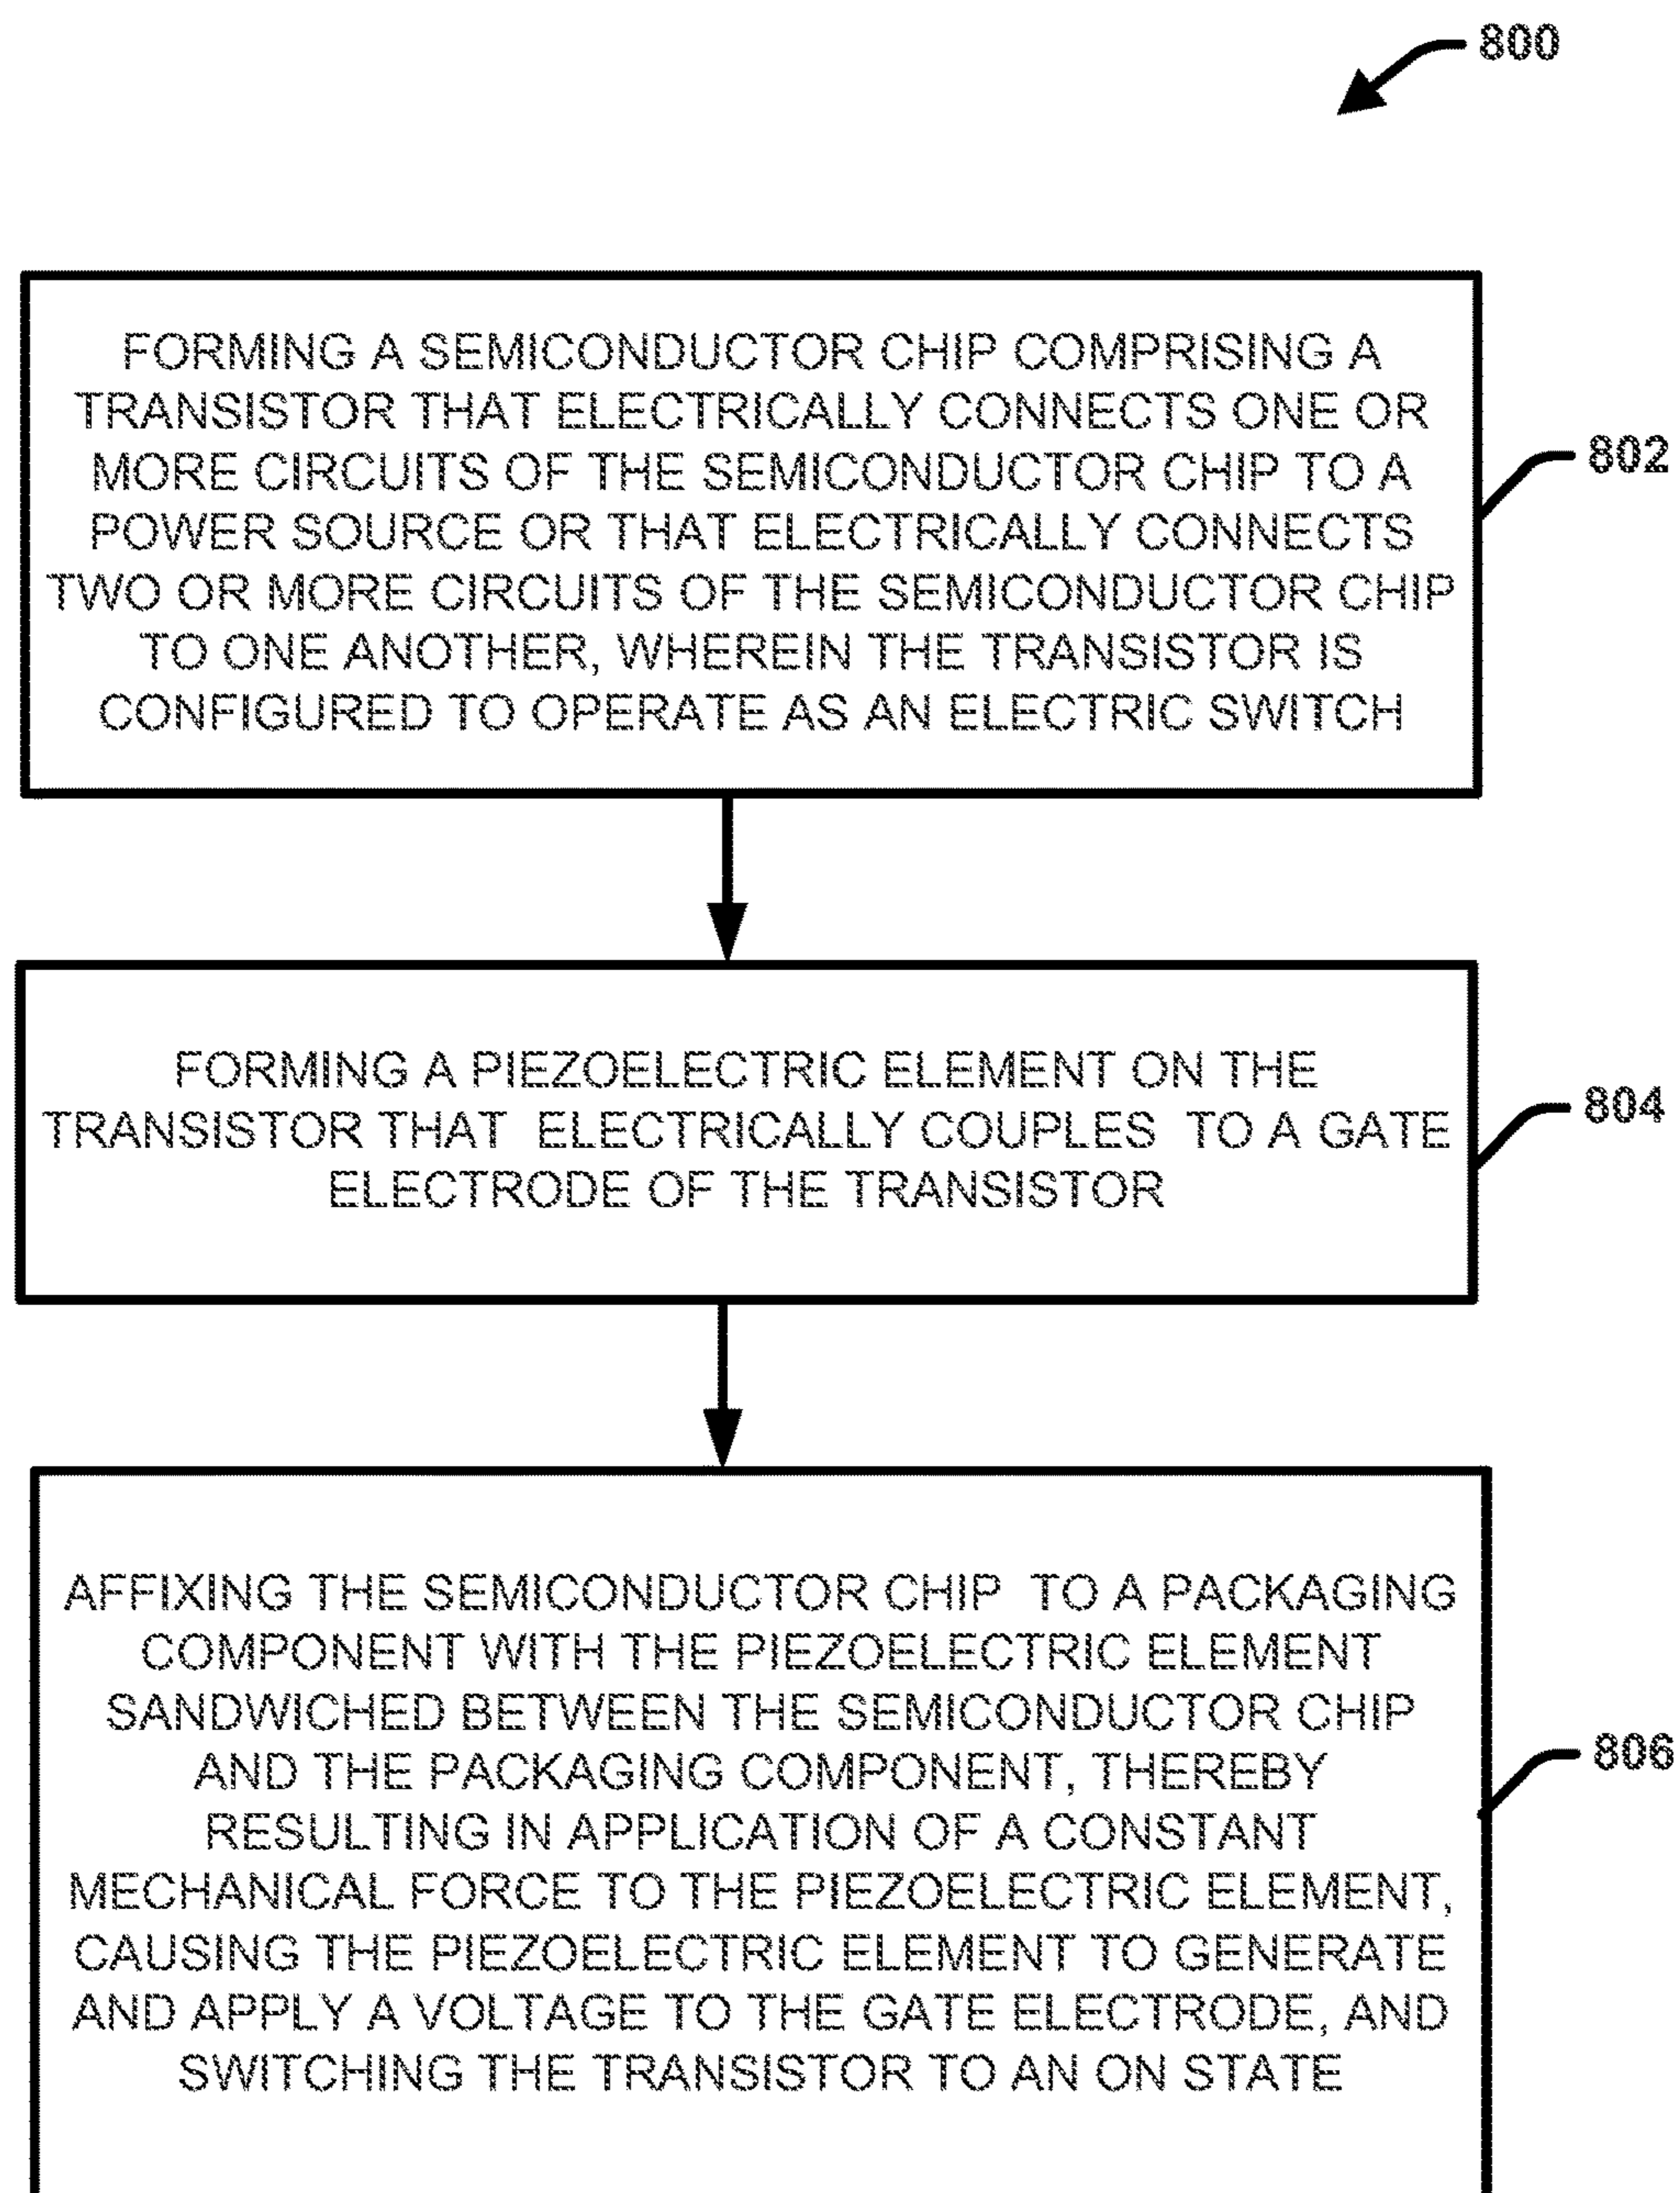 800
FORMING A SEMICONDUCTOR CHIP COMPRISING A
TRANSISTOR THAT ELECTRICALLY CONNECTS ONE OR
MORE CIRCUITS OF THE SEMICONDUCTOR CHIP TO A
POWER SOURCE OR THAT ELECTRICALLY CONNECTS
TWO OR MORE CIRCUITS OF THE SEMICONDUCTOR CHIP
TO ONE ANOTHER, WHEREIN THE TRANSISTOR IS
CONFIGURED TO OPERATE AS AN ELECTRIC SWITCH
802
FORMING A PIEZOELECTRIC ELEMENT ON THE
TRANSISTOR THAT ELECTRICALLY COUPLES TO A GATE
ELECTRODE OF THE TRANSISTOR
804
AFFIXING THE SEMICONDUCTOR CHIP TO A PACKAGING
COMPONENT WITH THE PIEZOELECTRIC ELEMENT
SANDWICHED BETWEEN THE SEMICONDUCTOR CHIP
AND THE PACKAGING COMPONENT, THEREBY
RESULTING IN APPLICATION OF A CONSTANT
MECHANICAL FORCE TO THE PIEZOELECTRIC ELEMENT,
CAUSING THE PIEZOELECTRIC ELEMENT TO GENERATE
AND APPLY A VOLTAGE TO THE GATE ELECTRODE, AND
SWITCHING THE TRANSISTOR TO AN ON STATE
806